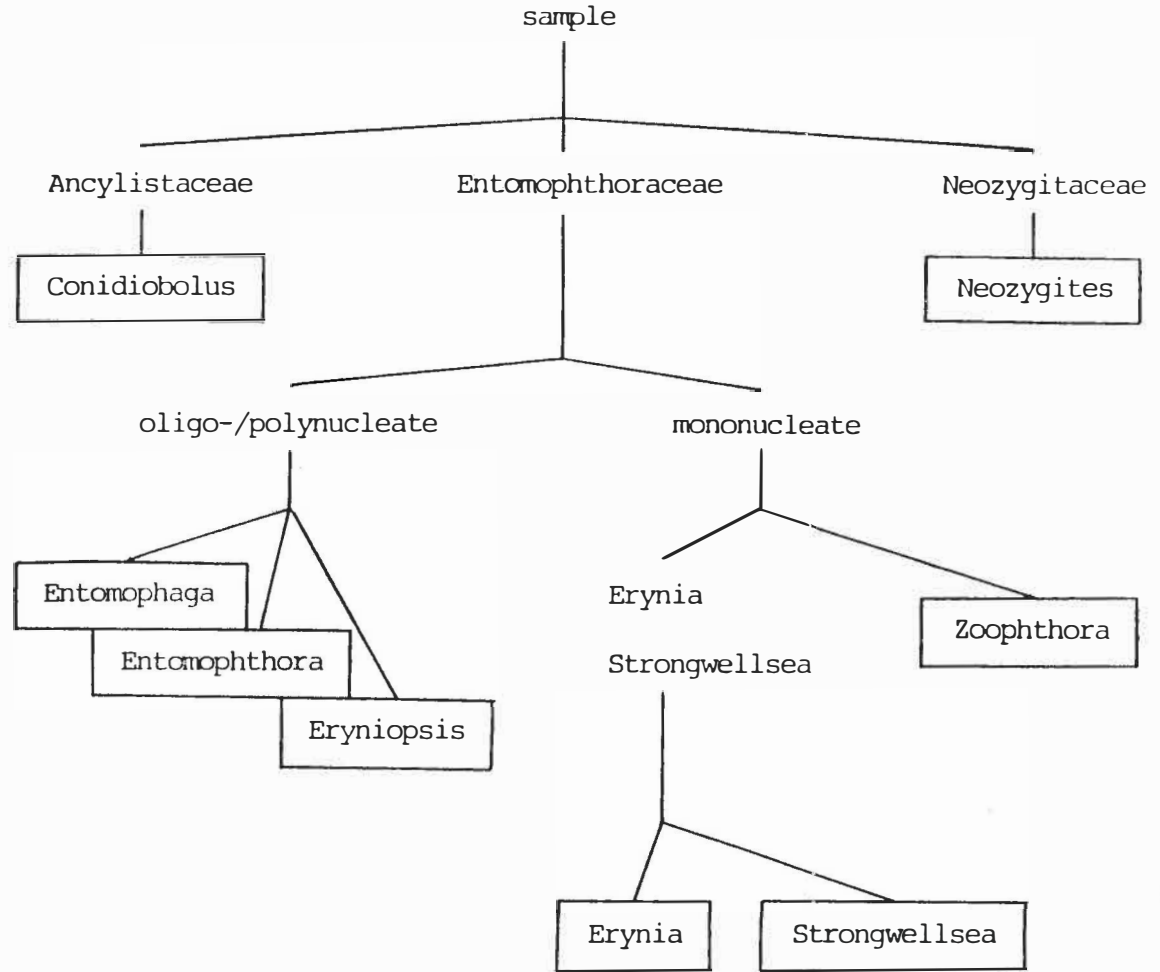 sample
Ancylistaceae
Entomophthoraceae
Neozygitaceae
Conidiobolus
Neozygites
oligo-/polynucleate
mononucleate
Entomophaga
Entomophthora
Eryniopsis
Erynia
Strongwellsea
Zoophthora
Erynia
Strongwellsea